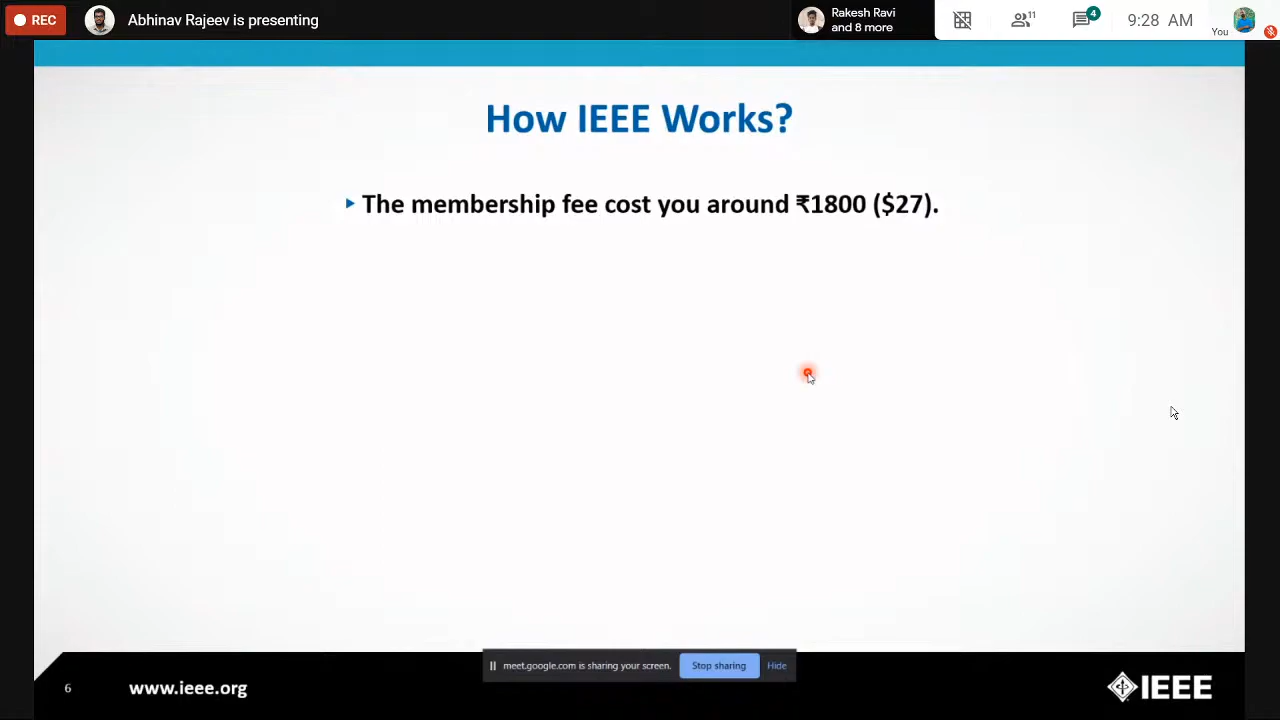 REC
Abhinav Rajeev is presenting
Rakesh Ravi
and 8 more
11
4
9:28 AM
You
How IEEE Works?
The membership fee cost you around ₹1800 ($27).
meet.google.com is sharing your screen.
Stop sharing
Hide
6
www.ieee.org
IEEE